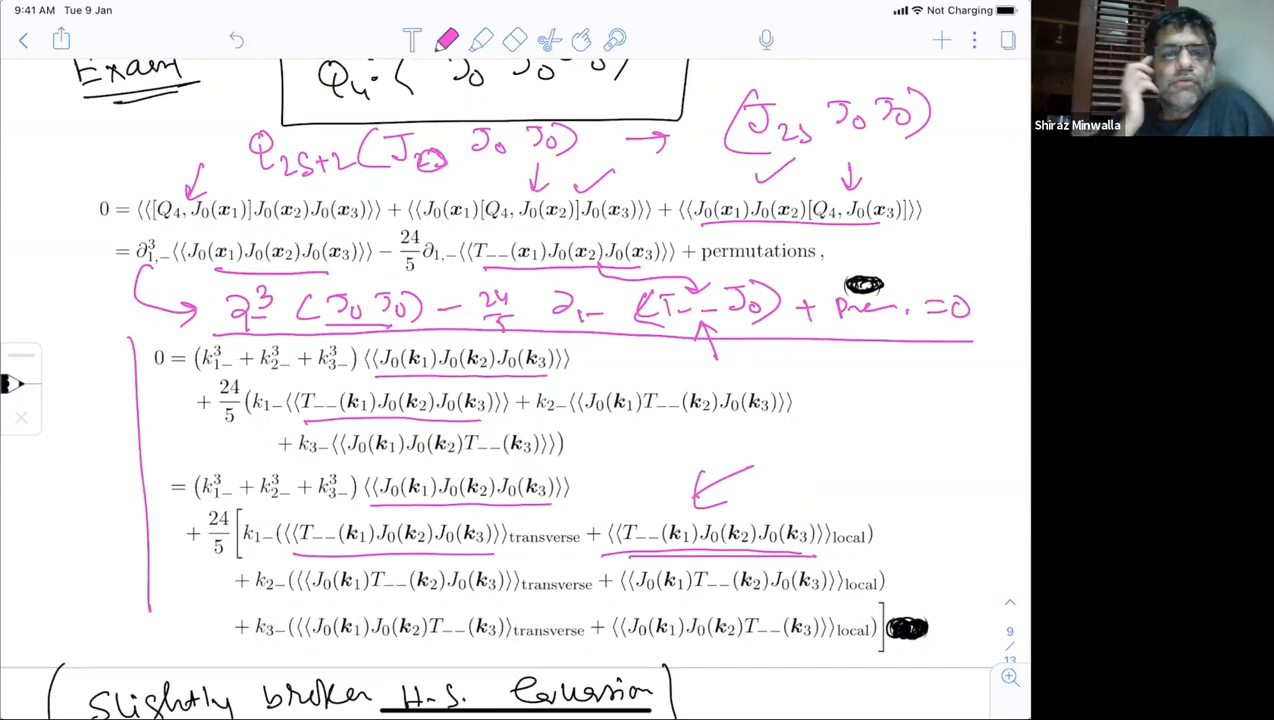 9:41 AM Tue 9 Jan
Not Charging
Exam
Q₄ : ( J₀ J₀ J₀ )
Q₂ₛ₊₂ ( J₂ₛ J₀ J₀ ) → ( J₂ₛ J₀ J₀ )
0 = ⟨⟨[Q₄, J₀(x₁)]J₀(x₂)J₀(x₃)⟩⟩ + ⟨⟨J₀(x₁)[Q₄, J₀(x₂)]J₀(x₃)⟩⟩ + ⟨⟨J₀(x₁)J₀(x₂)[Q₄, J₀(x₃)]⟩⟩
= ∂³₁,₋⟨⟨J₀(x₁)J₀(x₂)J₀(x₃)⟩⟩ − 24/5 ∂₁,₋⟨⟨T₋₋(x₁)J₀(x₂)J₀(x₃)⟩⟩ + permutations ,
∂³₋ ( J₀ J₀ ) − 24/5 ∂₁₋ ( T₋₋ J₀ ) + Prem. = 0
0 = (k³₁₋ + k³₂₋ + k³₃₋) ⟨⟨J₀(k₁)J₀(k₂)J₀(k₃)⟩⟩
+ 24/5 (k₁₋⟨⟨T₋₋(k₁)J₀(k₂)J₀(k₃)⟩⟩ + k₂₋⟨⟨J₀(k₁)T₋₋(k₂)J₀(k₃)⟩⟩
+ k₃₋⟨⟨J₀(k₁)J₀(k₂)T₋₋(k₃)⟩⟩)
= (k³₁₋ + k³₂₋ + k³₃₋) ⟨⟨J₀(k₁)J₀(k₂)J₀(k₃)⟩⟩
+ 24/5 [k₁₋(⟨⟨T₋₋(k₁)J₀(k₂)J₀(k₃)⟩⟩transverse + ⟨⟨T₋₋(k₁)J₀(k₂)J₀(k₃)⟩⟩local)
+ k₂₋(⟨⟨J₀(k₁)T₋₋(k₂)J₀(k₃)⟩⟩transverse + ⟨⟨J₀(k₁)T₋₋(k₂)J₀(k₃)⟩⟩local)
+ k₃₋(⟨⟨J₀(k₁)J₀(k₂)T₋₋(k₃)⟩⟩transverse + ⟨⟨J₀(k₁)J₀(k₂)T₋₋(k₃)⟩⟩local)]
Slightly broken H-S.
9 / 13
Shiraz Minwalla